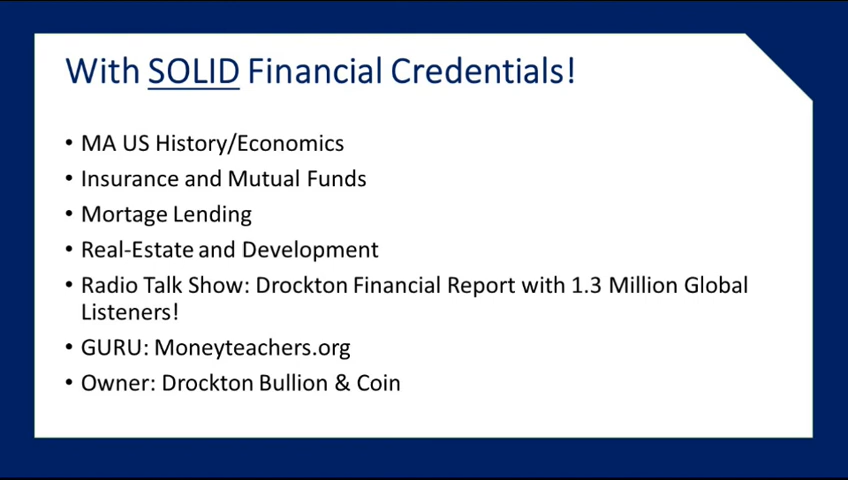 With SOLID Financial Credentials!
• MA US History/Economics
• Insurance and Mutual Funds
• Mortage Lending
• Real-Estate and Development
• Radio Talk Show: Drockton Financial Report with 1.3 Million Global
Listeners!
• GURU: Moneyteachers.org
• Owner: Drockton Bullion & Coin